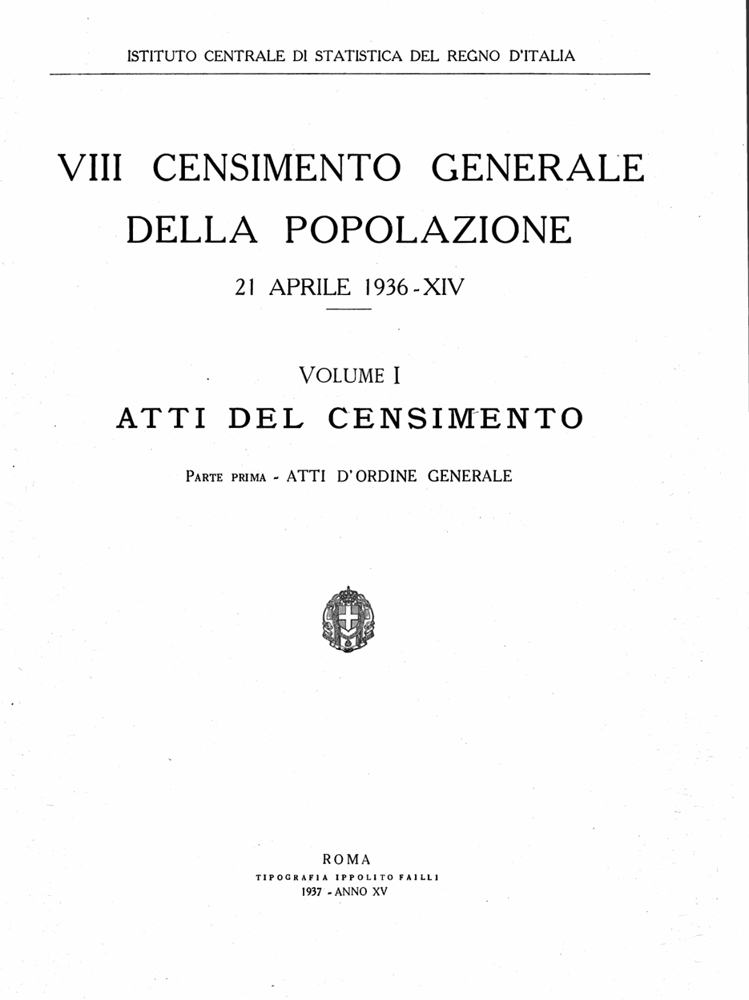 ISTITUTO CENTRALE DI STATISTICA DEL REGNO D'ITALIA
VIII CENSIMENTO GENERALE
DELLA POPOLAZIONE
21 APRILE 1936-XIV
VOLUME I
ATTI DEL CENSIMENTO
PARTE PRIMA - ATTI D'ORDINE GENERALE
ROMA
TIPOGRAFIA IPPOLITO FAILLI
1937 - ANNO XV